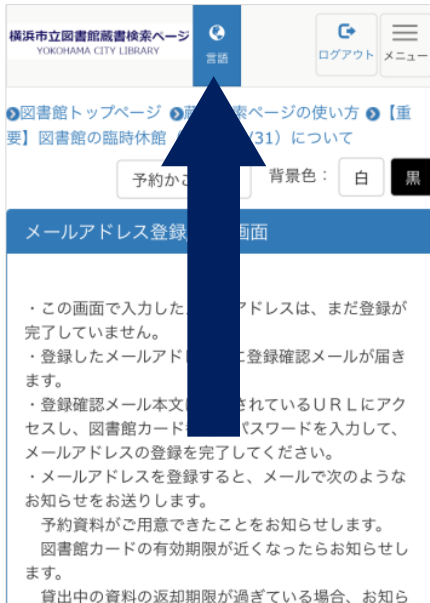 横浜市立図書館蔵書検索ページ
YOKOHAMA CITY LIBRARY
言語
ログアウト
メニュー
図書館トップページ 索ページの使い方 【重
要】図書館の臨時休館 /31）について
予約か
背景色： 白 黒
メールアドレス登録 画面
・この画面で入力した アドレスは、まだ登録が
完了していません。
・登録したメールアド に登録確認メールが届き
ます。
・登録確認メール本文 されているＵＲＬにアク
セスし、図書館カード パスワードを入力して、
メールアドレスの登録を完了してください。
・メールアドレスを登録すると、メールで次のような
お知らせをお送りします。
予約資料がご用意できたことをお知らせします。
図書館カードの有効期限が近くなったらお知らせし
ます。
貸出中の資料の返却期限が過ぎている場合、お知ら